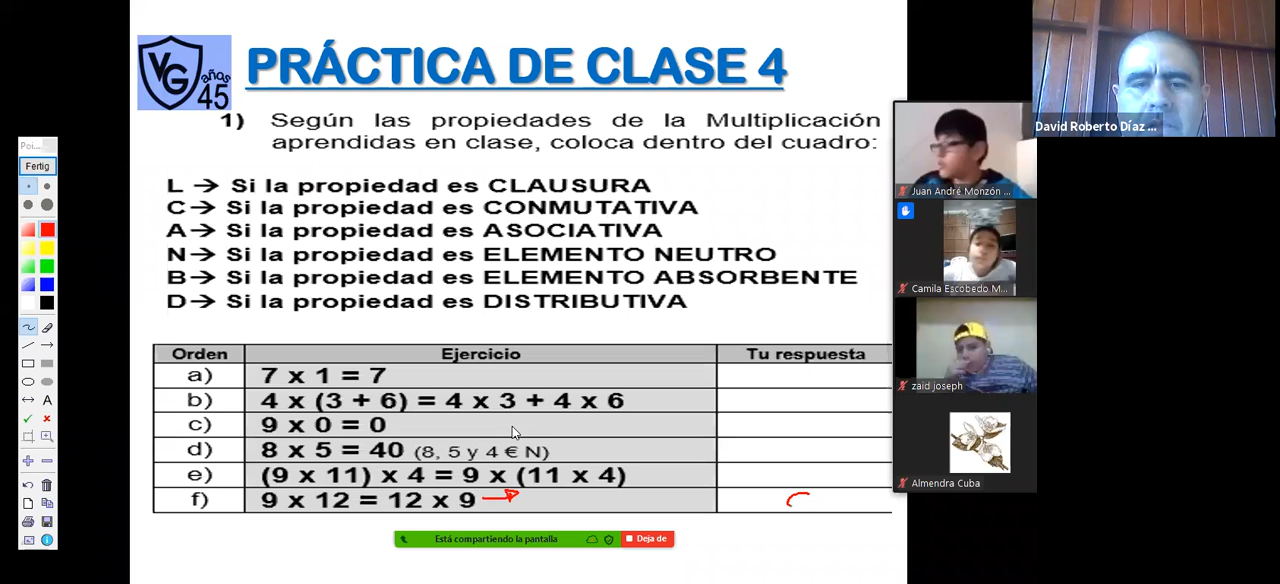 VG
años
45
PRÁCTICA DE CLASE 4
1) Según las propiedades de la Multiplicación
aprendidas en clase, coloca dentro del cuadro:
L → Si la propiedad es CLAUSURA
C → Si la propiedad es CONMUTATIVA
A → Si la propiedad es ASOCIATIVA
N → Si la propiedad es ELEMENTO NEUTRO
B → Si la propiedad es ELEMENTO ABSORBENTE
D → Si la propiedad es DISTRIBUTIVA
Orden Ejercicio Tu respuesta
a) 7 x 1 = 7
b) 4 x (3 + 6) = 4 x 3 + 4 x 6
c) 9 x 0 = 0
d) 8 x 5 = 40 (8, 5 y 4 € N)
e) (9 x 11) x 4 = 9 x (11 x 4)
f) 9 x 12 = 12 x 9 → C
Poi...
Fertig
A
Está compartiendo la pantalla
Deja de
David Roberto Díaz ...
Juan André Monzón ...
Camila Escobedo M...
zaid joseph
Almendra Cuba